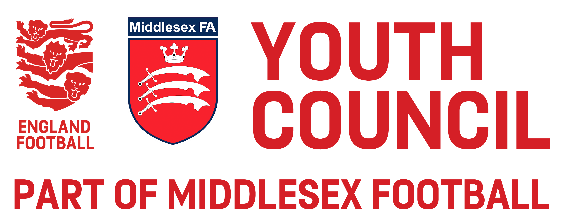 Middlesex FA
ENGLAND
FOOTBALL
YOUTH
COUNCIL
PART OF MIDDLESEX FOOTBALL